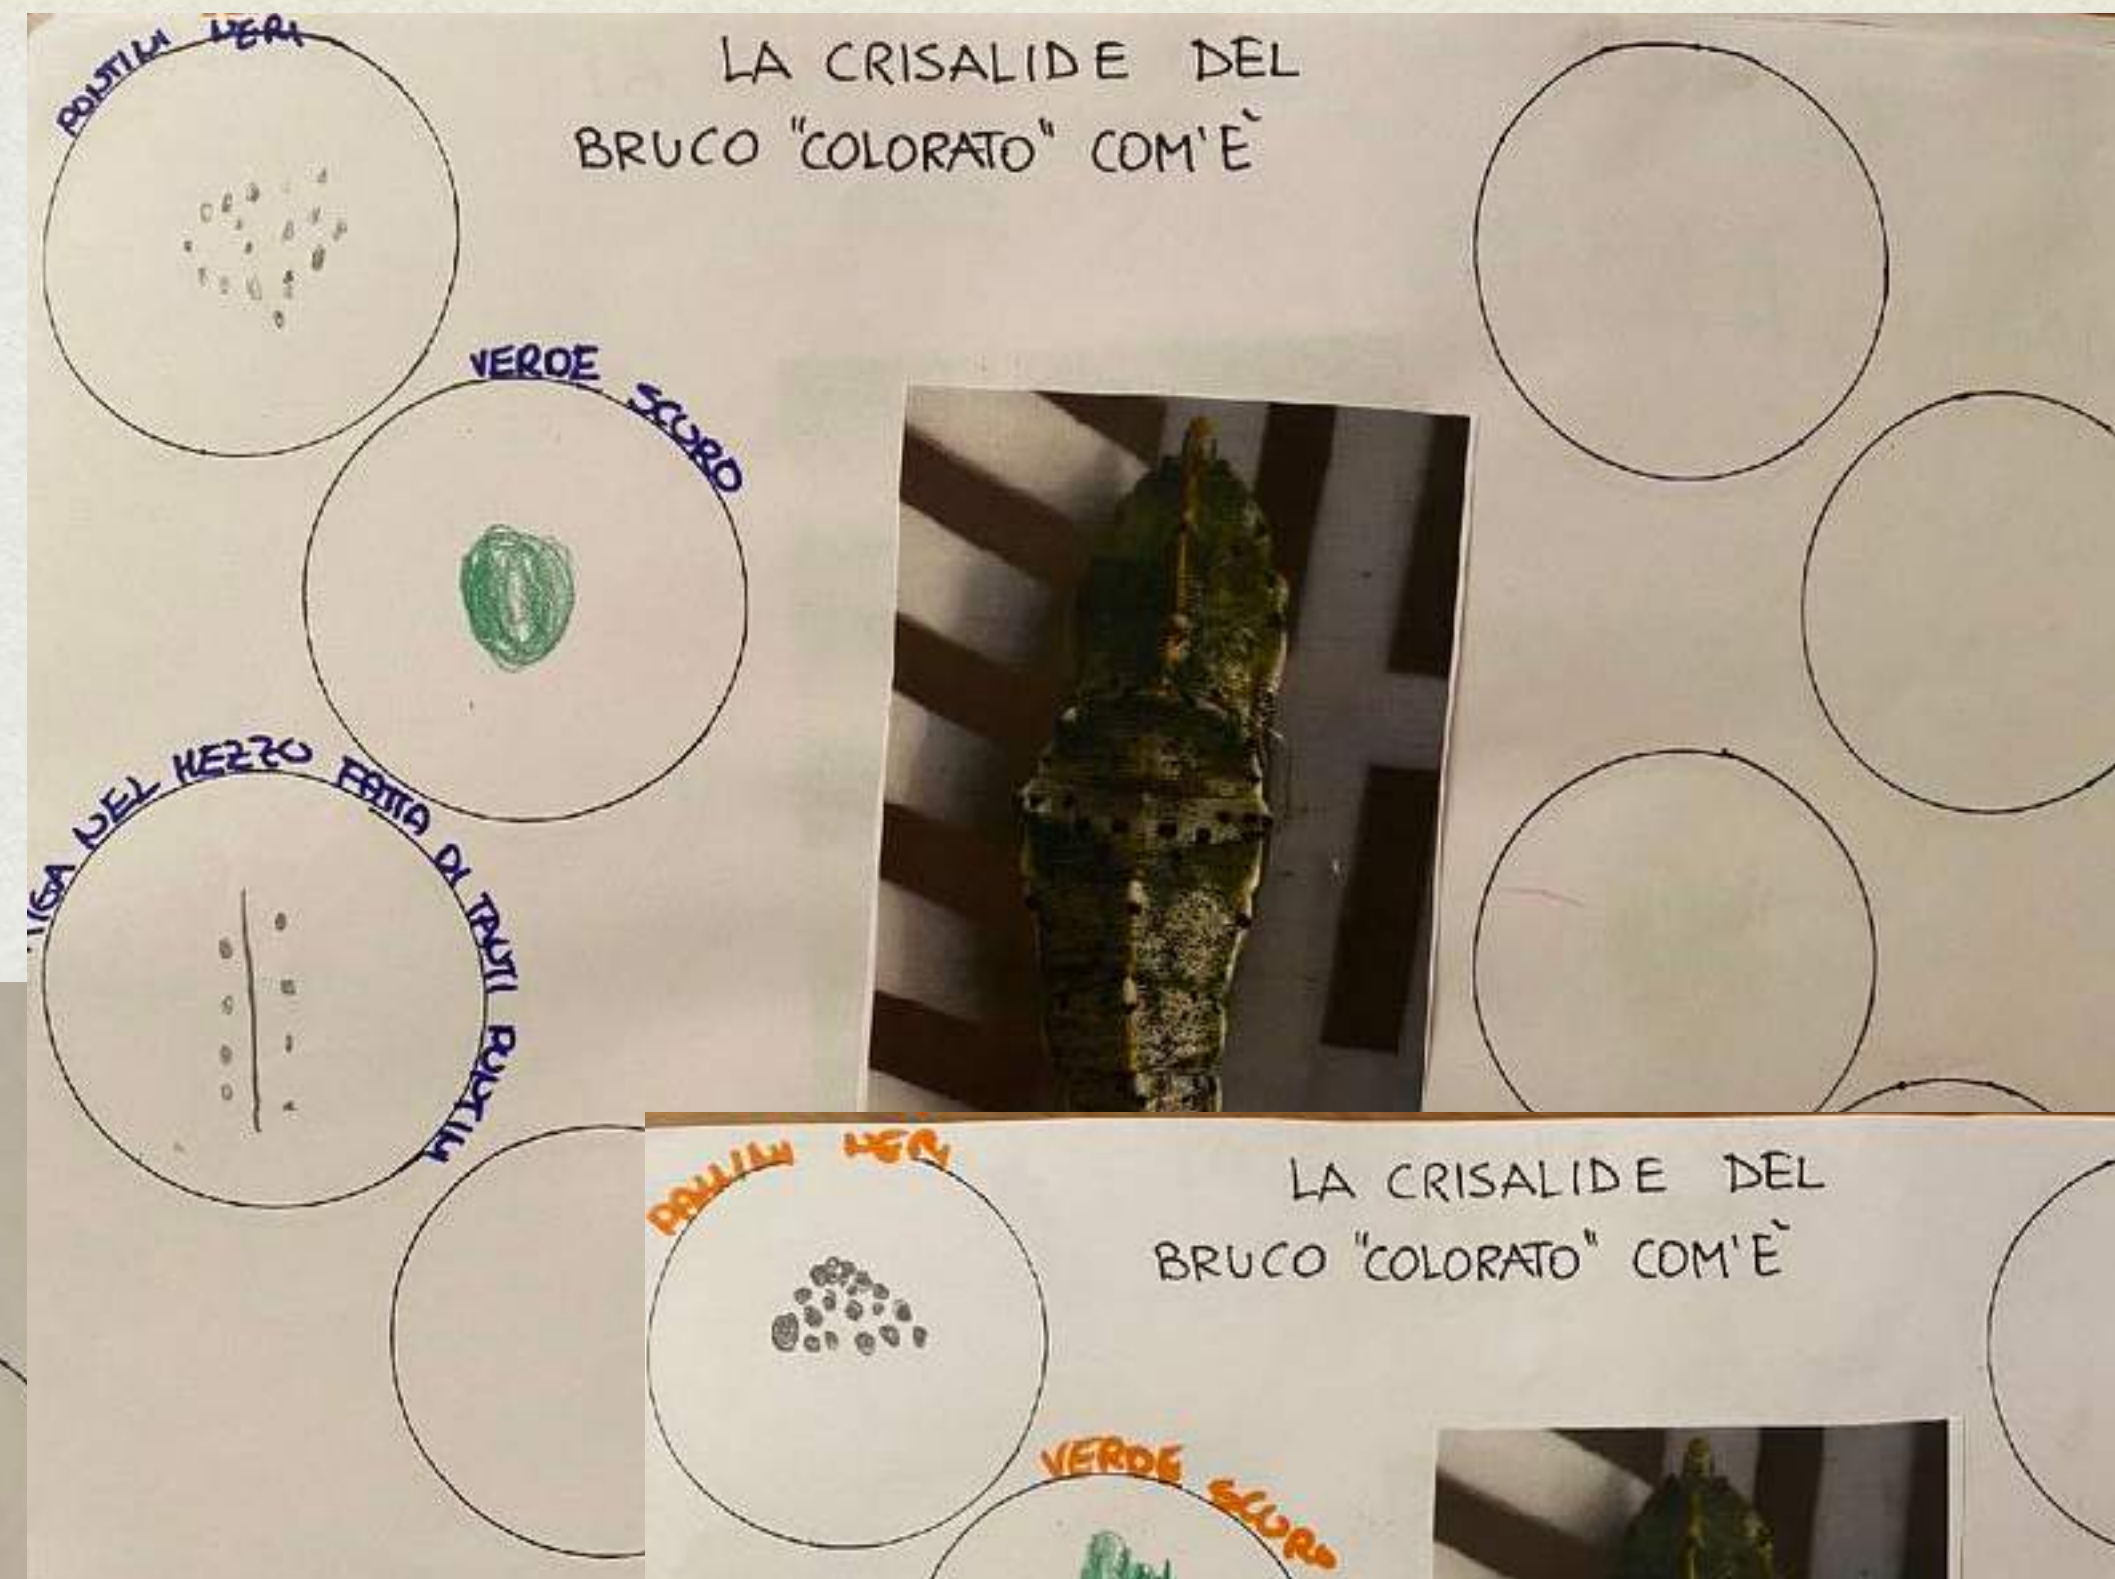 PUNTINI NERI
LA CRISALIDE DEL
BRUCO "COLORATO" COM'È
VERDE SCURO
RIGA NEL MEZZO FATTA DI TANTI PUNTINI
PALLINI NERI
LA CRISALIDE DEL
BRUCO "COLORATO" COM'È
VERDE SCURO